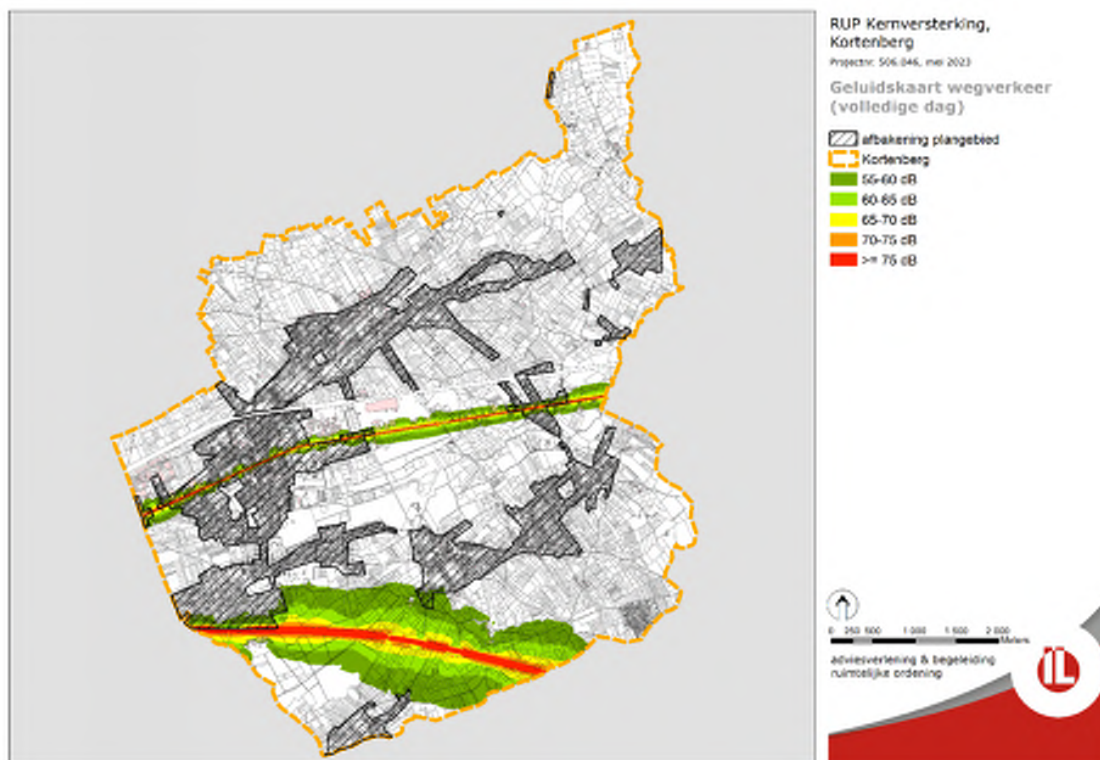 RUP Kernversterking,
Kortenberg
Projectnr: 506.046, mei 2023
Geluidskaart wegverkeer
(volledige dag)
afbakening plangebied
Kortenberg
55-60 dB
60-65 dB
65-70 dB
70-75 dB
>= 75 dB
0 250 500 1 000 1 500 2 000
Meters
adviesverlening & begeleiding
ruimtelijke ordening
IL